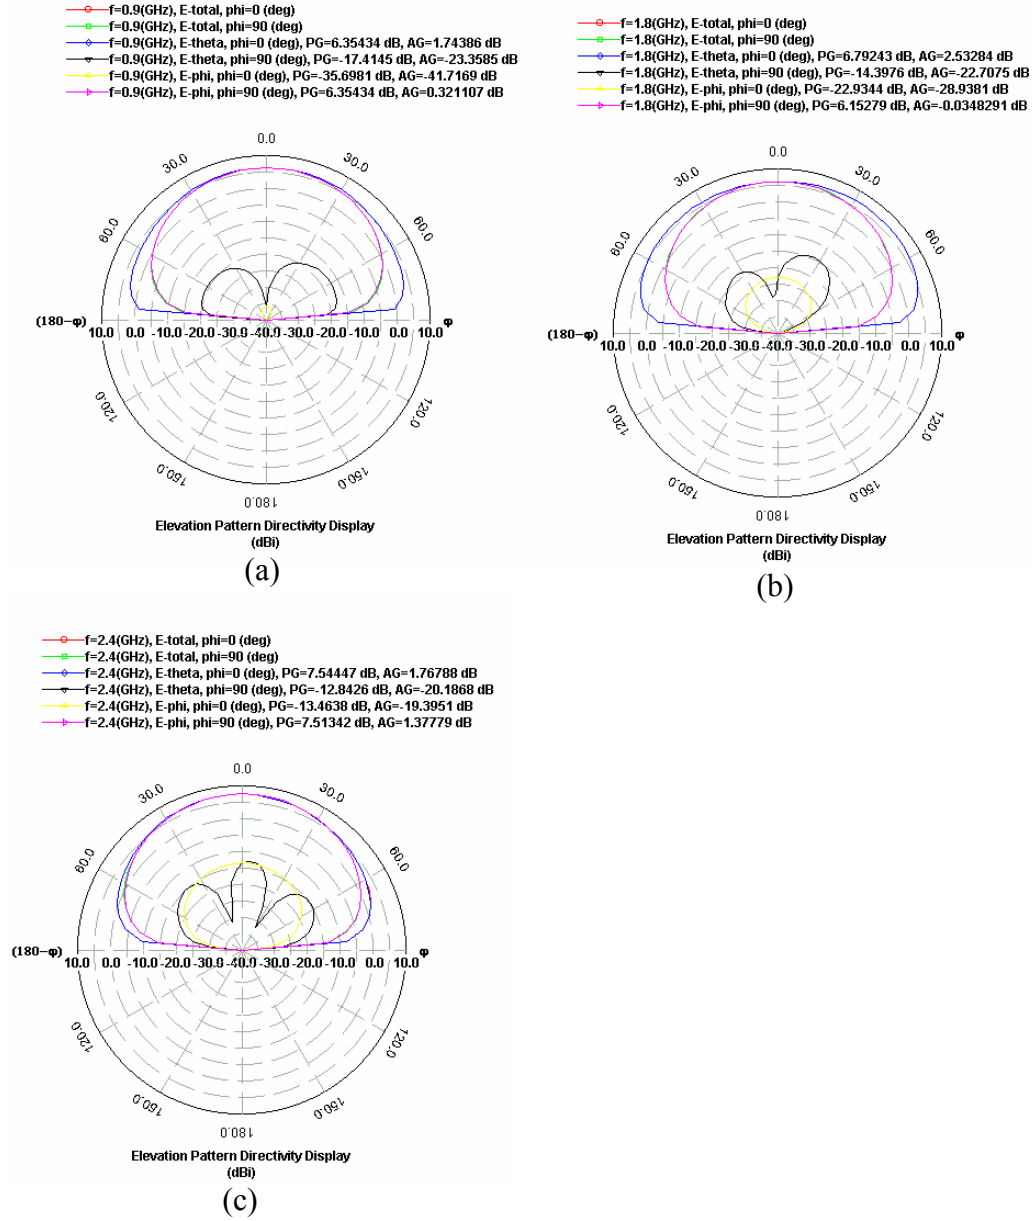 f=0.9(GHz), E-total, phi=0 (deg)
f=0.9(GHz), E-total, phi=90 (deg)
f=0.9(GHz), E-theta, phi=0 (deg), PG=6.35434 dB, AG=1.74386 dB
f=0.9(GHz), E-theta, phi=90 (deg), PG=-17.4145 dB, AG=-23.3585 dB
f=0.9(GHz), E-phi, phi=0 (deg), PG=-35.6981 dB, AG=-41.7169 dB
f=0.9(GHz), E-phi, phi=90 (deg), PG=6.35434 dB, AG=0.321107 dB
0.0
30.0 30.0
60.0 60.0
(180-φ) φ
10.0 0.0 -10.0 -20.0 -30.0 -40.0 -30.0 -20.0 -10.0 0.0 10.0
120.0 120.0
150.0 150.0
180.0
Elevation Pattern Directivity Display
(dBi)
(a)
f=1.8(GHz), E-total, phi=0 (deg)
f=1.8(GHz), E-total, phi=90 (deg)
f=1.8(GHz), E-theta, phi=0 (deg), PG=6.79243 dB, AG=2.53284 dB
f=1.8(GHz), E-theta, phi=90 (deg), PG=-14.3976 dB, AG=-22.7075 dB
f=1.8(GHz), E-phi, phi=0 (deg), PG=-22.9344 dB, AG=-28.9381 dB
f=1.8(GHz), E-phi, phi=90 (deg), PG=6.15279 dB, AG=-0.0348291 dB
0.0
30.0 30.0
60.0 60.0
(180-φ) φ
10.0 0.0 -10.0 -20.0 -30.0 -40.0 -30.0 -20.0 -10.0 0.0 10.0
120.0 120.0
150.0 150.0
180.0
Elevation Pattern Directivity Display
(dBi)
(b)
f=2.4(GHz), E-total, phi=0 (deg)
f=2.4(GHz), E-total, phi=90 (deg)
f=2.4(GHz), E-theta, phi=0 (deg), PG=7.54447 dB, AG=1.76788 dB
f=2.4(GHz), E-theta, phi=90 (deg), PG=-12.8426 dB, AG=-20.1868 dB
f=2.4(GHz), E-phi, phi=0 (deg), PG=-13.4638 dB, AG=-19.3951 dB
f=2.4(GHz), E-phi, phi=90 (deg), PG=7.51342 dB, AG=1.37779 dB
0.0
30.0 30.0
60.0 60.0
(180-φ) φ
10.0 0.0 -10.0 -20.0 -30.0 -40.0 -30.0 -20.0 -10.0 0.0 10.0
120.0 120.0
150.0 150.0
180.0
Elevation Pattern Directivity Display
(dBi)
(c)